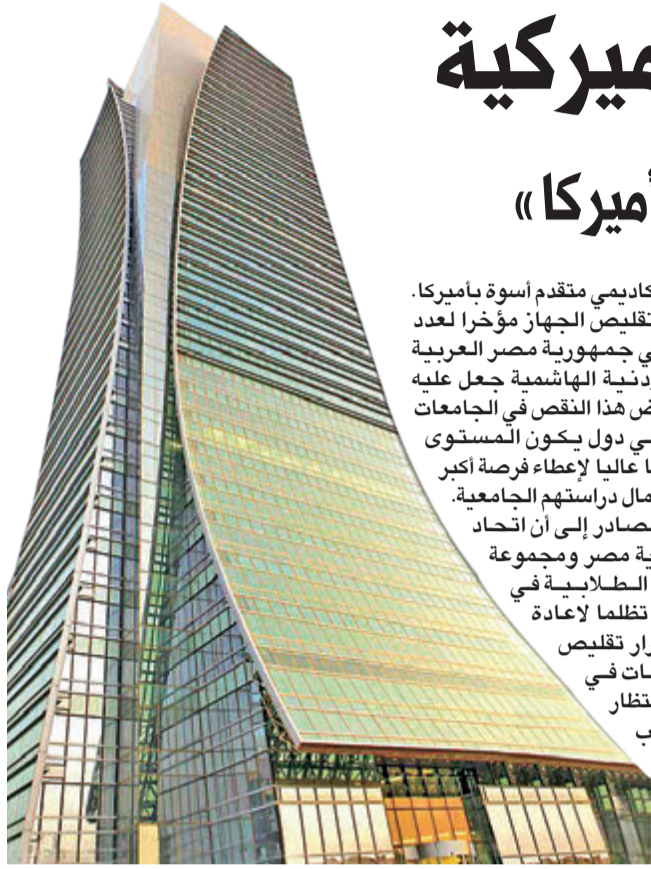 ميركية
أميركا»
كاديمي متقدم أسوة بأميركا.
تقليص الجهاز مؤخرا لعدد
ي جمهورية مصر العربية
ردنية الهاشمية جعل عليه
ض هذا النقص في الجامعات
ـي دول يكون المستوى
ا عاليا لإعطاء فرصة أكبر
مال دراستهم الجامعية.
صادر إلى أن اتحاد
ية مصر ومجموعة
الطلابية في
تظلما لاعادة
رار تقليص
ـات في
تظار
ب